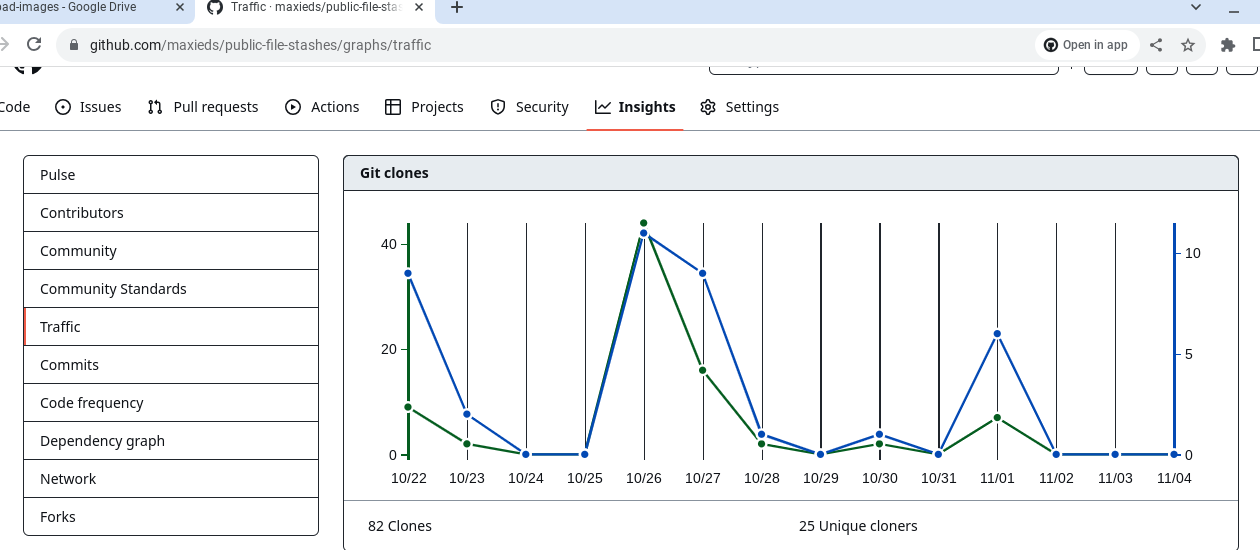 oad-images - Google Drive
Traffic · maxieds/public-file-stas
github.com/maxieds/public-file-stashes/graphs/traffic
Open in app
Code
Issues
Pull requests
Actions
Projects
Security
Insights
Settings
Pulse
Contributors
Community
Community Standards
Traffic
Commits
Code frequency
Dependency graph
Network
Forks
Git clones
40
20
0
10
5
0
10/22 10/23 10/24 10/25 10/26 10/27 10/28 10/29 10/30 10/31 11/01 11/02 11/03 11/04
82 Clones
25 Unique cloners